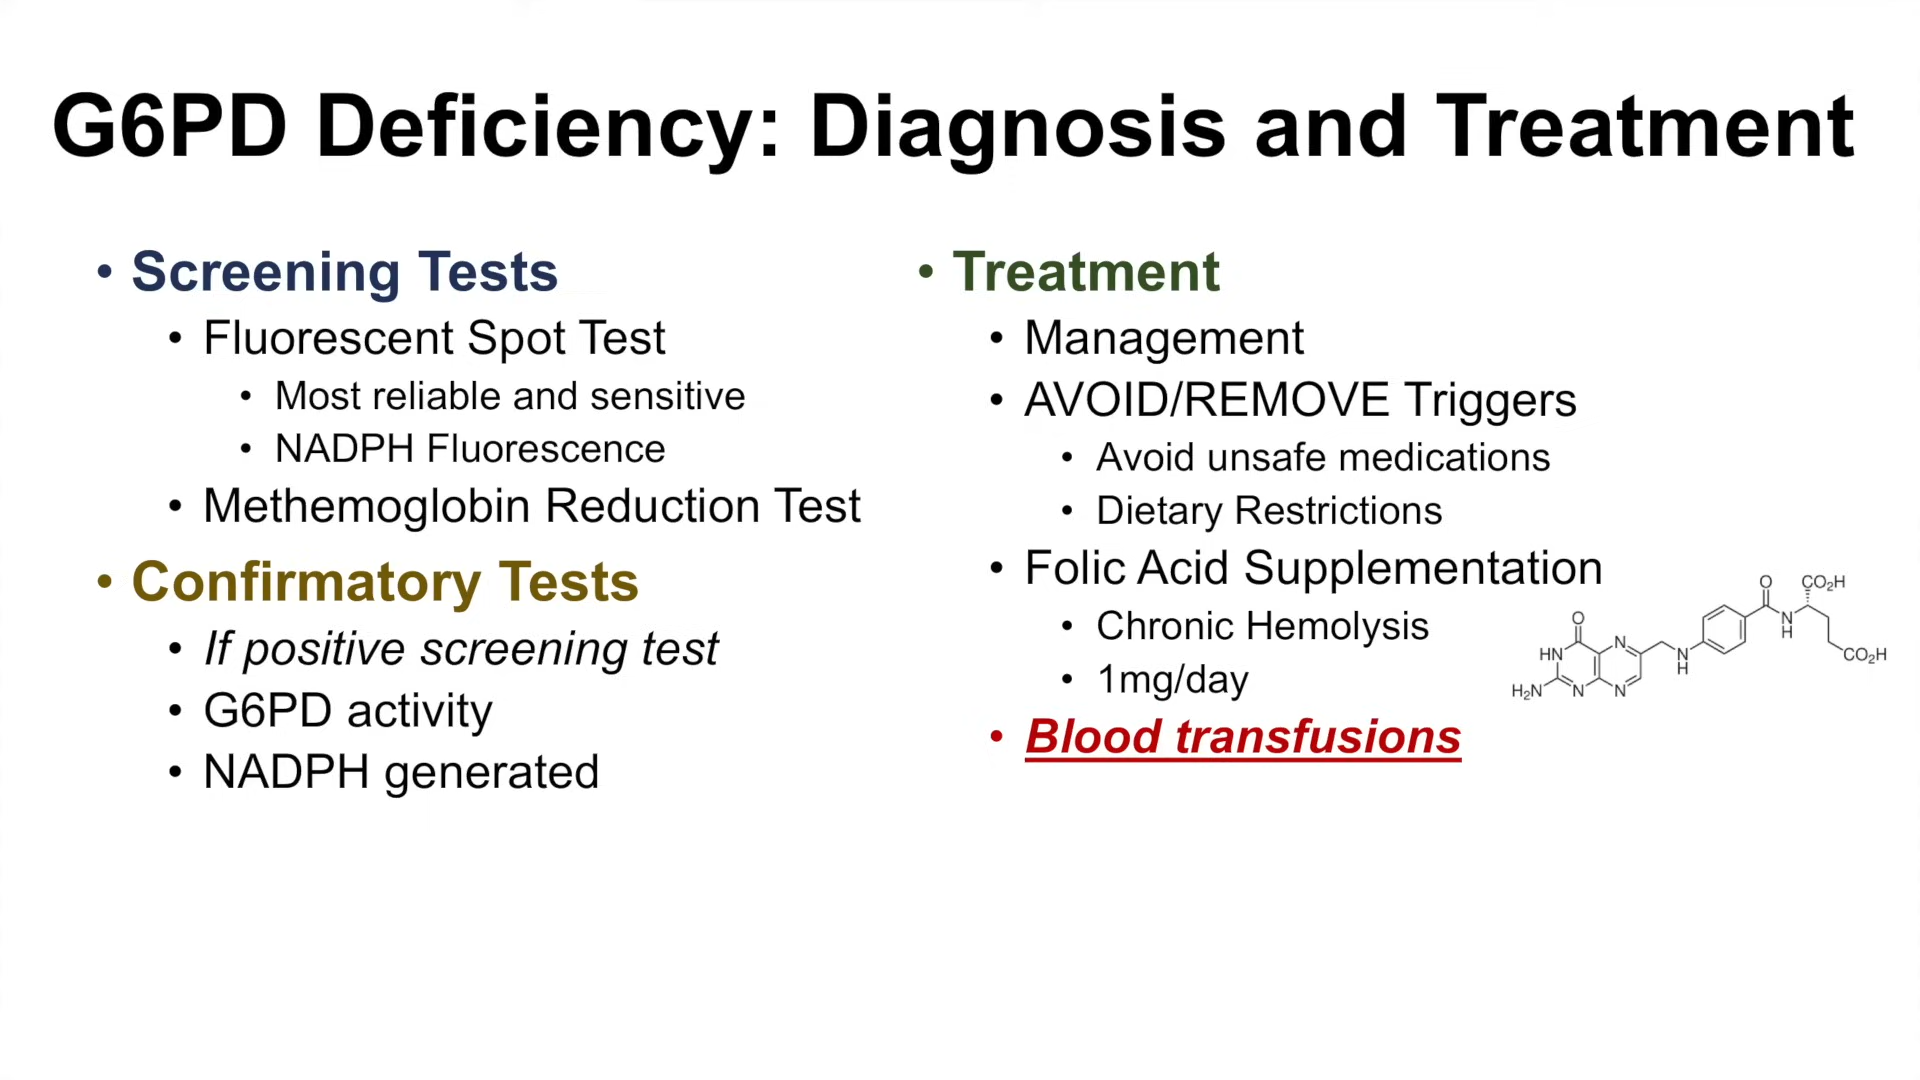 G6PD Deficiency: Diagnosis and Treatment
• Screening Tests
• Fluorescent Spot Test
• Most reliable and sensitive
• NADPH Fluorescence
• Methemoglobin Reduction Test
• Confirmatory Tests
• If positive screening test
• G6PD activity
• NADPH generated
• Treatment
• Management
• AVOID/REMOVE Triggers
• Avoid unsafe medications
• Dietary Restrictions
• Folic Acid Supplementation
• Chronic Hemolysis
• 1mg/day
• Blood transfusions
O
CO₂H
O
N
H
N
HN
N
H
CO₂H
H₂N
N
N